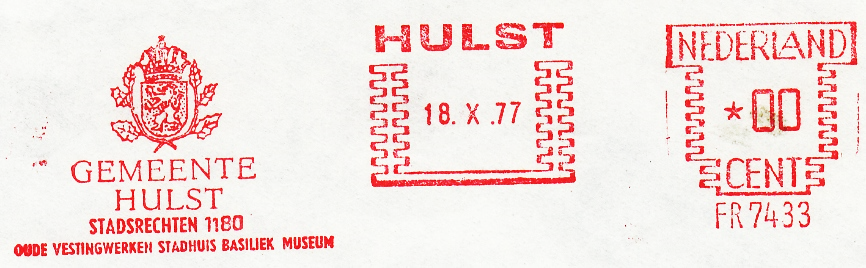 GEMEENTE
HULST
STADSRECHTEN 1180
OUDE VESTINGWERKEN STADHUIS BASILIEK MUSEUM
HULST
18. X .77
NEDERLAND
* 00
CENT
FR 7433